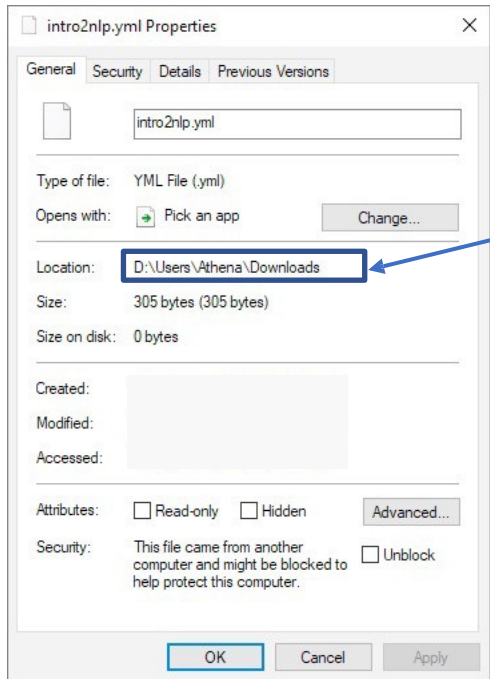 intro2nlp.yml Properties
General Security Details Previous Versions
intro2nlp.yml
Type of file: YML File (.yml)
Opens with: Pick an app Change...
Location: D:\Users\Athena\Downloads
Size: 305 bytes (305 bytes)
Size on disk: 0 bytes
Created:
Modified:
Accessed:
Attributes: Read-only Hidden Advanced...
Security: This file came from another Unblock
computer and might be blocked to
help protect this computer.
OK Cancel Apply